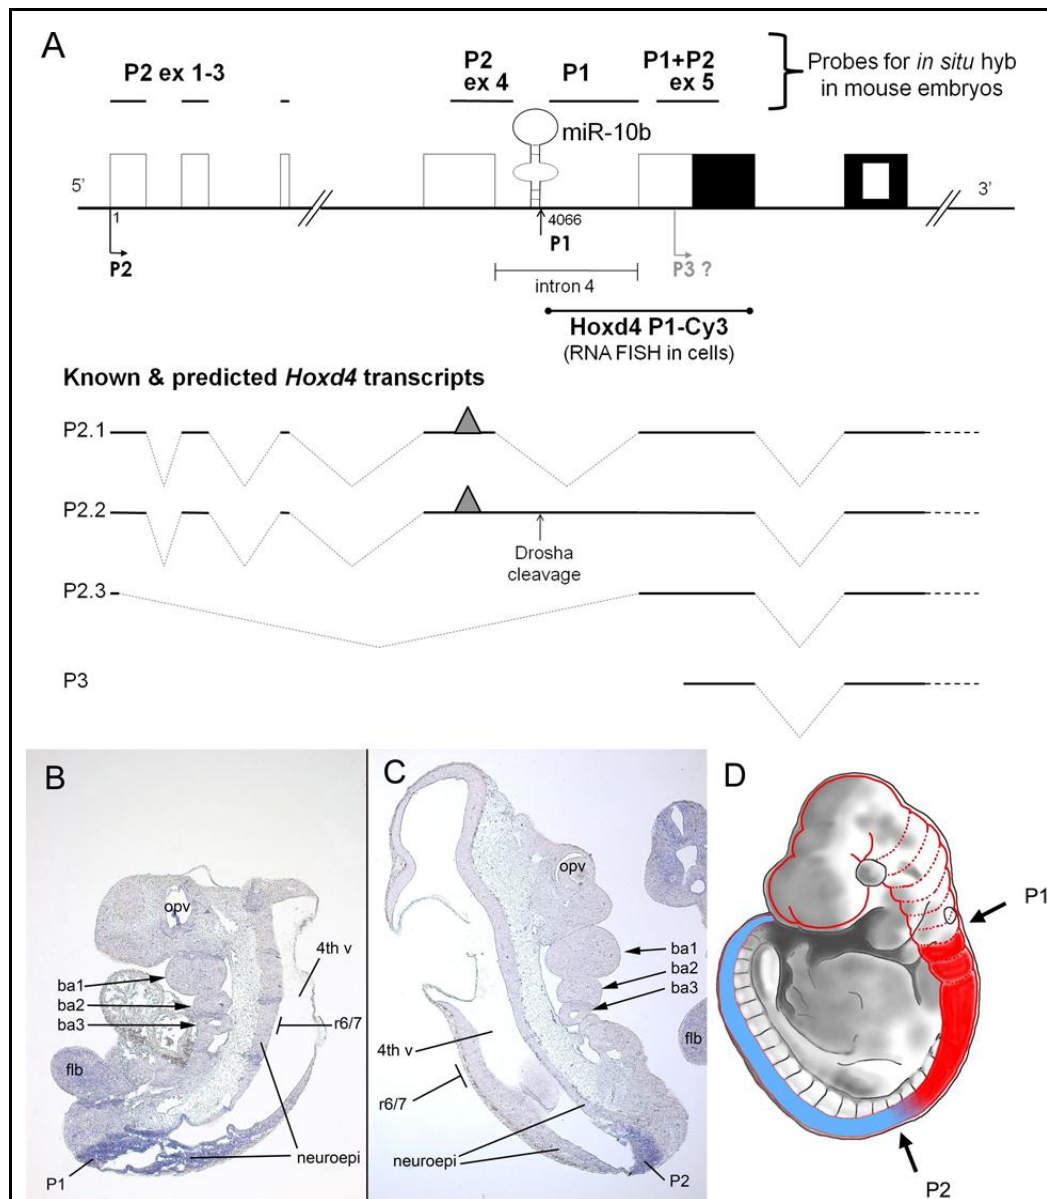 A
P2 ex 1-3
P2
ex 4
P1
P1+P2
ex 5
Probes for in situ hyb
in mouse embryos
miR-10b
5'
3'
1
4066
P2
P1
P3 ?
intron 4
Hoxd4 P1-Cy3
(RNA FISH in cells)
Known & predicted Hoxd4 transcripts
P2.1
P2.2
Drosha
cleavage
P2.3
P3
B
opv
4th v
ba1
ba2
ba3
r6/7
flb
neuroepi
P1
C
opv
ba1
ba2
ba3
4th v
flb
r6/7
neuroepi
P2
D
P1
P2